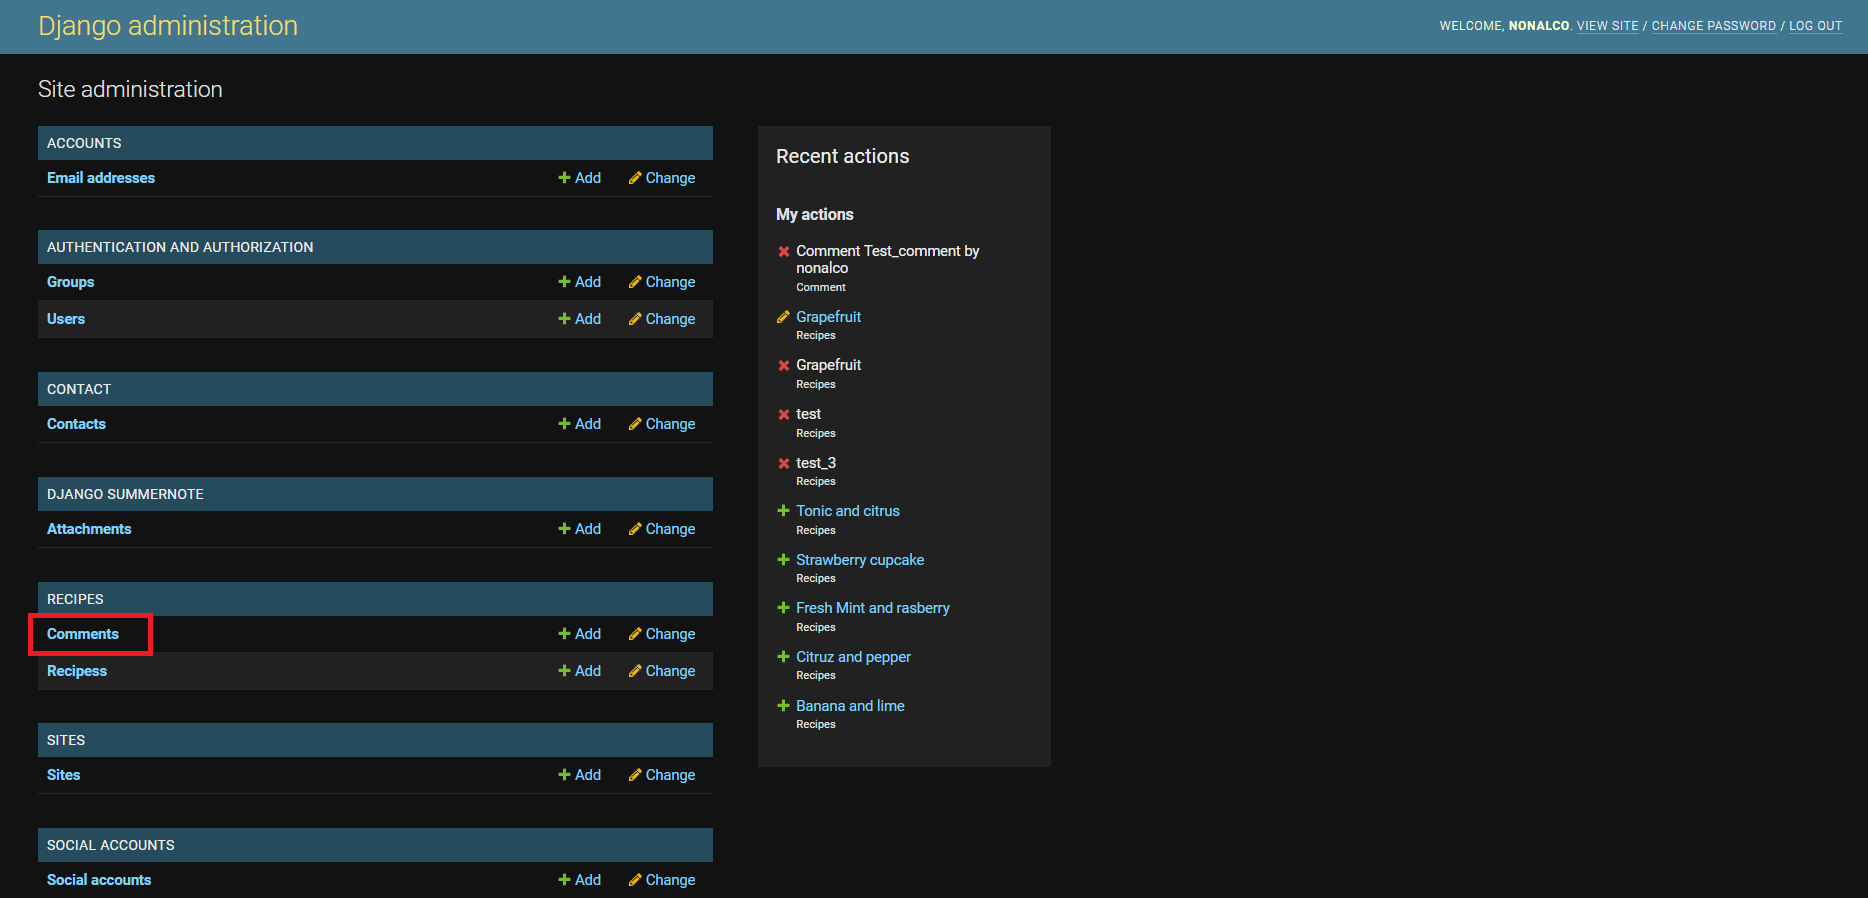 Django administration
WELCOME, NONALCO. VIEW SITE / CHANGE PASSWORD / LOG OUT
Site administration
ACCOUNTS
Email addresses Add Change
AUTHENTICATION AND AUTHORIZATION
Groups Add Change
Users Add Change
CONTACT
Contacts Add Change
DJANGO SUMMERNOTE
Attachments Add Change
RECIPES
Comments Add Change
Recipess Add Change
SITES
Sites Add Change
SOCIAL ACCOUNTS
Social accounts Add Change
Recent actions
My actions
Comment Test_comment by
nonalco
Comment
Grapefruit
Recipes
Grapefruit
Recipes
test
Recipes
test_3
Recipes
Tonic and citrus
Recipes
Strawberry cupcake
Recipes
Fresh Mint and rasberry
Recipes
Citruz and pepper
Recipes
Banana and lime
Recipes